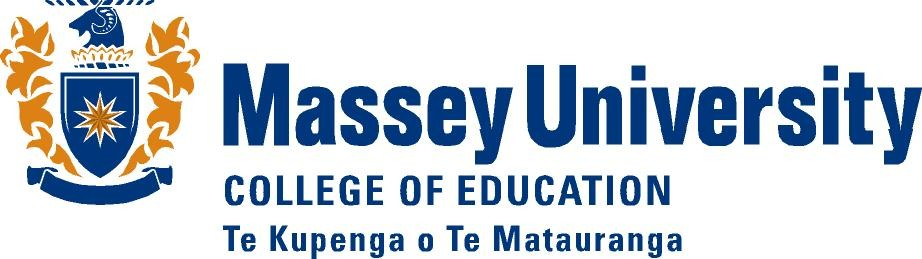 Massey University
COLLEGE OF EDUCATION
Te Kupenga o Te Matauranga